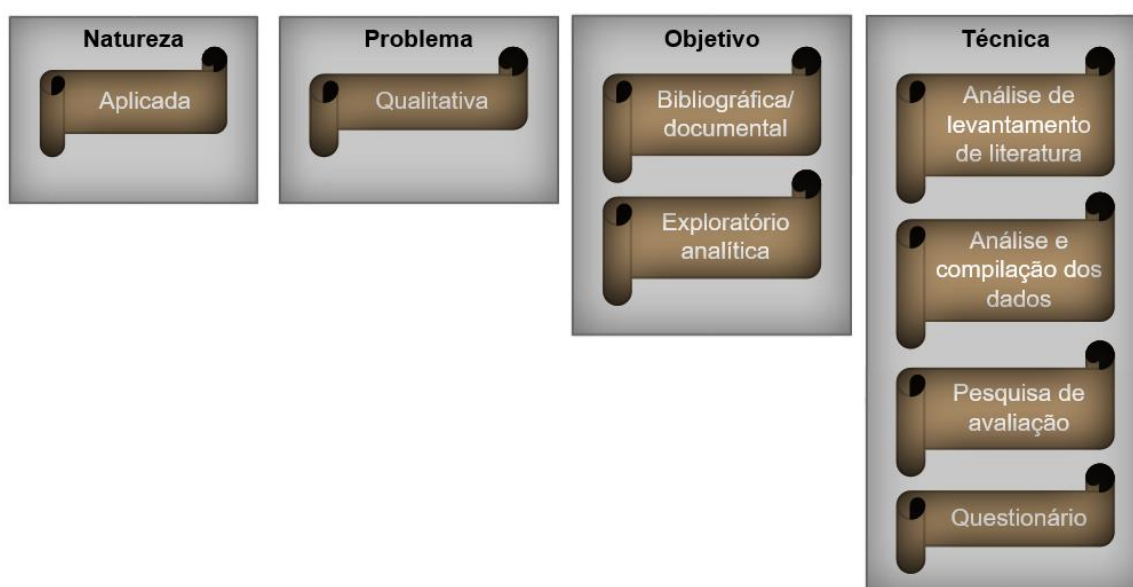 Natureza
Aplicada
Problema
Qualitativa
Objetivo
Bibliográfica/
documental
Exploratório
analítica
Técnica
Análise de
levantamento
de literatura
Análise e
compilação dos
dados
Pesquisa de
avaliação
Questionário